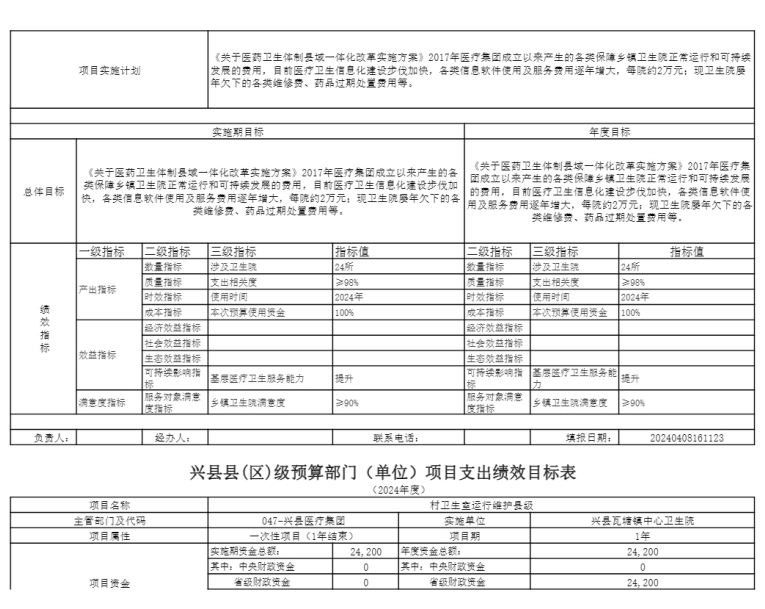 项目实施计划
《关于医药卫生体制县域一体化改革实施方案》2017年医疗集团成立以来产生的各类保障乡镇卫生院正常运行和可持续
发展的费用，目前医疗卫生信息化建设步伐加快，各类信息软件使用及服务费用逐年增大，每院约2万元；现卫生院屡
年欠下的各类维修费、药品过期处置费用等。
实施期目标 年度目标
总体目标
《关于医药卫生体制县域一体化改革实施方案》2017年医疗集团成立以来产生的各
类保障乡镇卫生院正常运行和可持续发展的费用，目前医疗卫生信息化建设步伐加
快，各类信息软件使用及服务费用逐年增大，每院约2万元；现卫生院屡年欠下的各
类维修费、药品过期处置费用等。
《关于医药卫生体制县域一体化改革实施方案》2017年医疗集
团成立以来产生的各类保障乡镇卫生院正常运行和可持续发展
的费用，目前医疗卫生信息化建设步伐加快，各类信息软件使
用及服务费用逐年增大，每院约2万元；现卫生院屡年欠下的各
类维修费、药品过期处置费用等。
绩效指标
一级指标 二级指标 三级指标 指标值 二级指标 三级指标 指标值
产出指标
数量指标 涉及卫生院 24所 数量指标 涉及卫生院 24所
质量指标 支出相关度 ≥98% 质量指标 支出相关度 ≥98%
时效指标 使用时间 2024年 时效指标 使用时间 2024年
成本指标 本次预算使用资金 100% 成本指标 本次预算使用资金 100%
效益指标
经济效益指标 经济效益指标
社会效益指标 社会效益指标
生态效益指标 生态效益指标
可持续影响指标 基层医疗卫生服务能力 提升 可持续影响指标 基层医疗卫生服务能力 提升
满意度指标 服务对象满意度指标 乡镇卫生院满意度 ≥90% 服务对象满意度指标 乡镇卫生院满意度 ≥90%
负责人： 经办人： 联系电话： 填报日期： 20240408161123
兴县县(区)级预算部门（单位）项目支出绩效目标表
（2024年度）
项目名称 村卫生室运行维护县级
主管部门及代码 047-兴县医疗集团 实施单位 兴县瓦塘镇中心卫生院
项目属性 一次性项目（1年结束） 项目期 1年
项目资金
实施期资金总额： 24,200 年度资金总额： 24,200
其中：中央财政资金 0 其中：中央财政资金 0
省级财政资金 0 省级财政资金 24,200